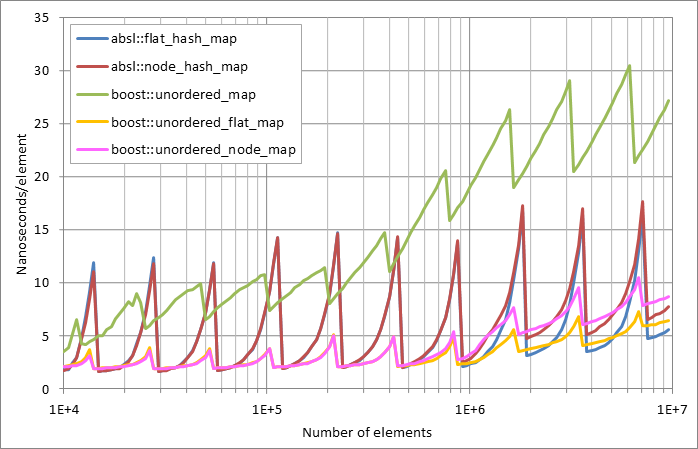 35
30
25
20
15
10
5
0
Nanoseconds/element
absl::flat_hash_map
absl::node_hash_map
boost::unordered_map
boost::unordered_flat_map
boost::unordered_node_map
1E+4
1E+5
1E+6
1E+7
Number of elements